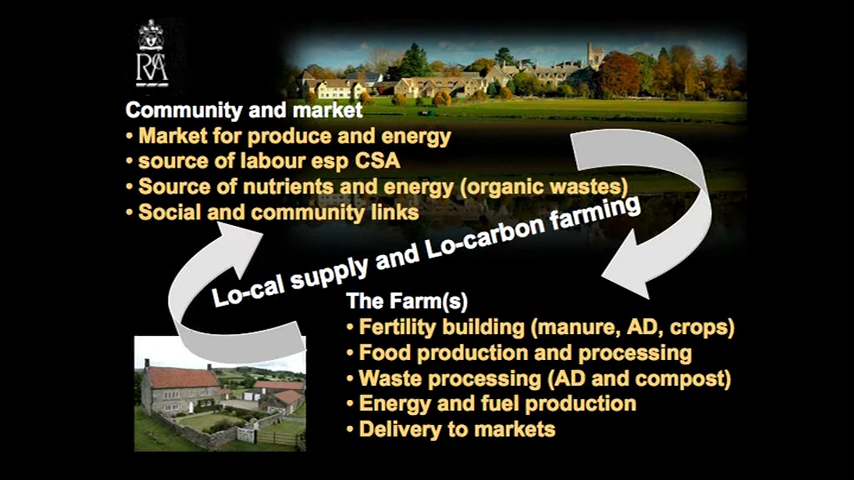 RA
Community and market
• Market for produce and energy
• source of labour esp CSA
• Source of nutrients and energy (organic wastes)
• Social and community links
Lo-cal supply and Lo-carbon farming
The Farm(s)
• Fertility building (manure, AD, crops)
• Food production and processing
• Waste processing (AD and compost)
• Energy and fuel production
• Delivery to markets